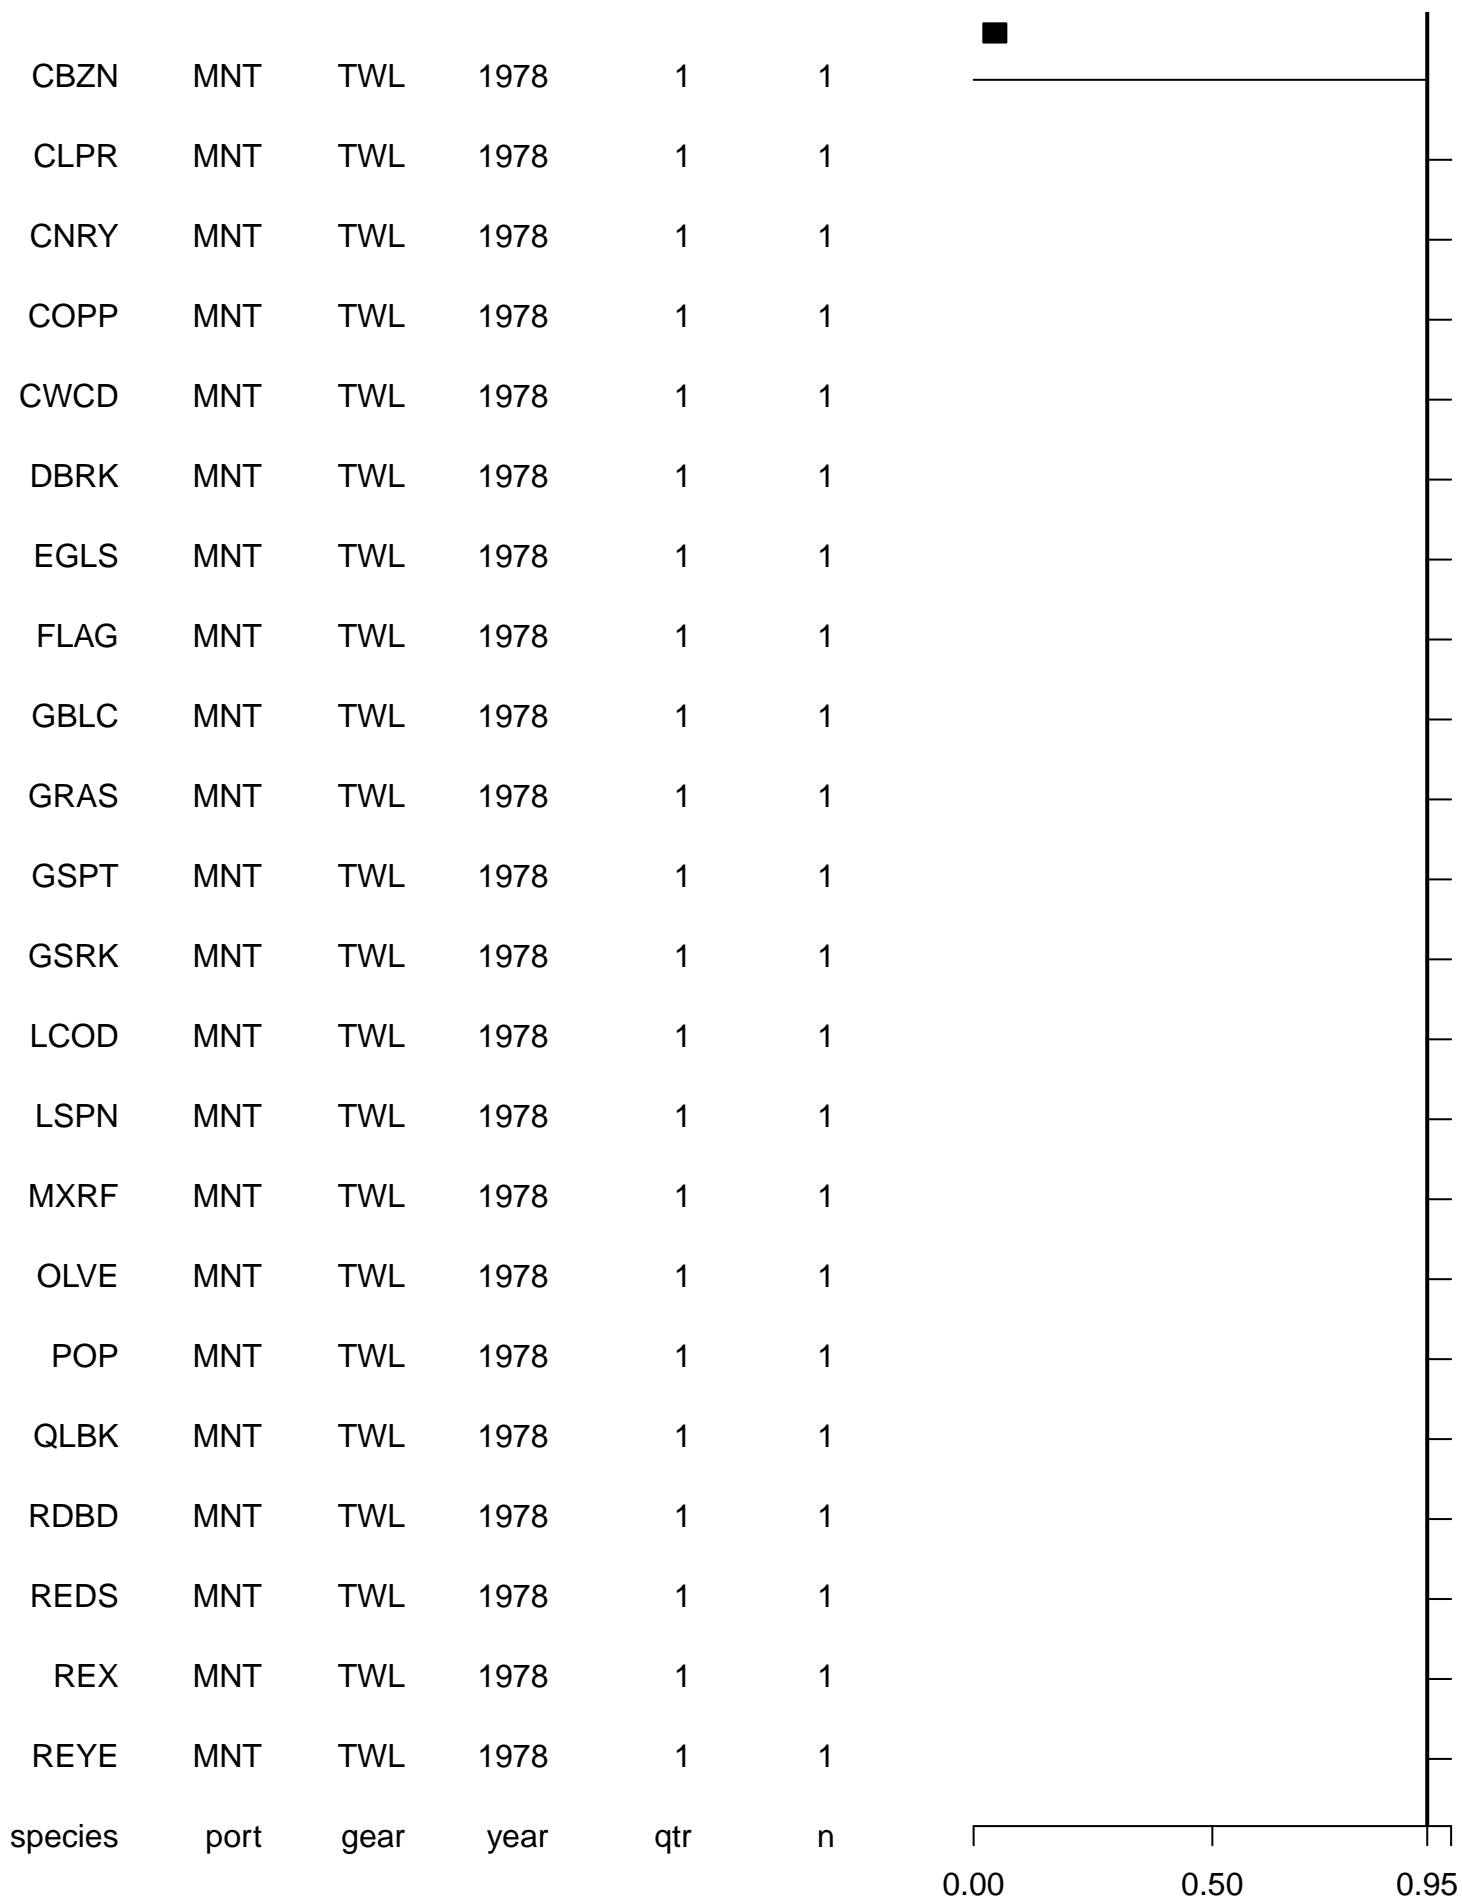 CBZN MNT TWL 1978 1 1
CLPR MNT TWL 1978 1 1
CNRY MNT TWL 1978 1 1
COPP MNT TWL 1978 1 1
CWCD MNT TWL 1978 1 1
DBRK MNT TWL 1978 1 1
EGLS MNT TWL 1978 1 1
FLAG MNT TWL 1978 1 1
GBLC MNT TWL 1978 1 1
GRAS MNT TWL 1978 1 1
GSPT MNT TWL 1978 1 1
GSRK MNT TWL 1978 1 1
LCOD MNT TWL 1978 1 1
LSPN MNT TWL 1978 1 1
MXRF MNT TWL 1978 1 1
OLVE MNT TWL 1978 1 1
POP MNT TWL 1978 1 1
QLBK MNT TWL 1978 1 1
RDBD MNT TWL 1978 1 1
REDS MNT TWL 1978 1 1
REX MNT TWL 1978 1 1
REYE MNT TWL 1978 1 1
species port gear year qtr n
0.00 0.50 0.95